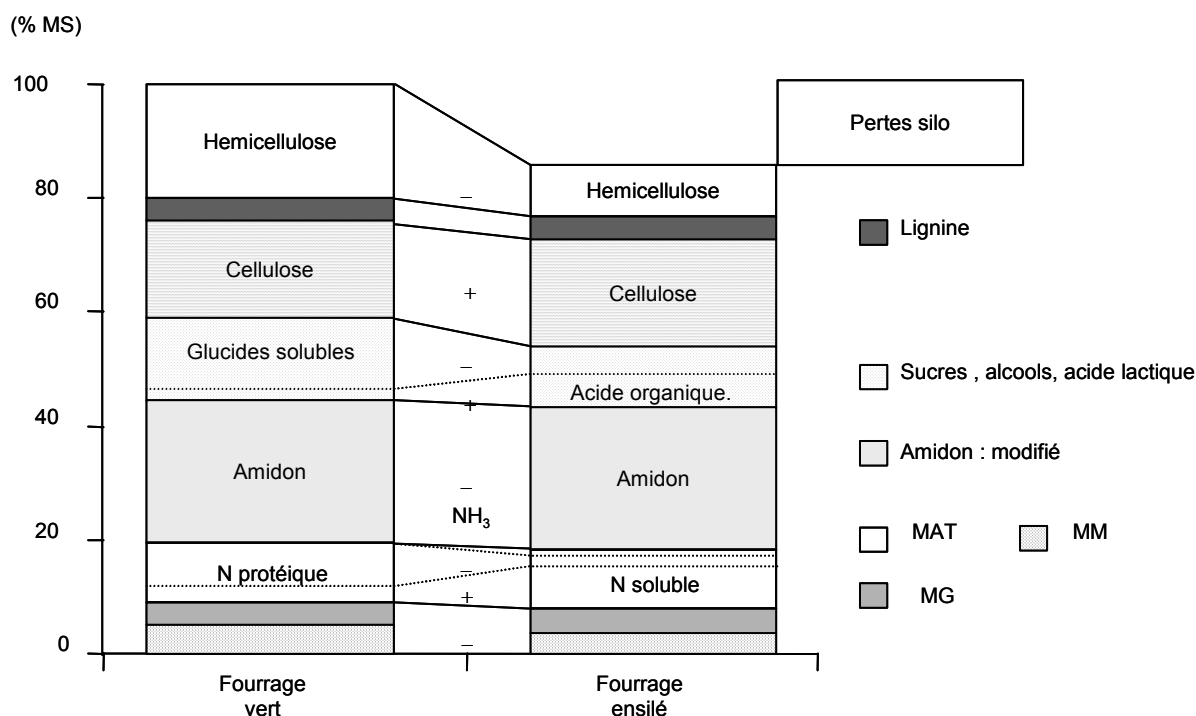 (% MS)
100
Pertes silo
Hemicellulose
80
–
Hemicellulose
Lignine
Cellulose
+
Cellulose
60
Glucides solubles
–
Sucres , alcools, acide lactique
+
Acide organique.
40
Amidon : modifié
Amidon
–
Amidon
NH₃
20
MAT
MM
N protéique
–
N soluble
+
MG
0
–
Fourrage
vert
Fourrage
ensilé